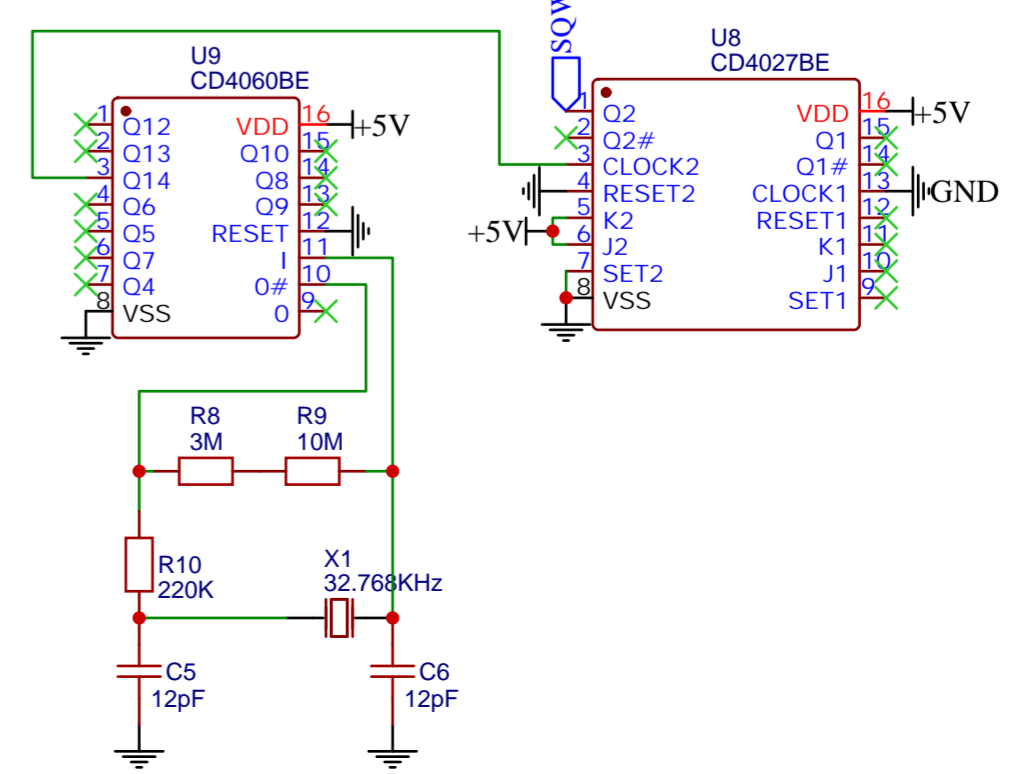 SQW
U9
CD4060BE
1
Q12
2
Q13
3
Q14
4
Q6
5
Q5
6
Q7
7
Q4
8
VSS
VDD
16
+5V
Q10
15
Q8
14
Q9
13
RESET
12
I
11
0#
10
0
9
U8
CD4027BE
1
Q2
2
Q2#
3
CLOCK2
4
RESET2
5
K2
+5V
6
J2
7
SET2
8
VSS
VDD
16
+5V
Q1
15
Q1#
14
CLOCK1
13
GND
RESET1
12
K1
11
J1
10
SET1
9
R8
3M
R9
10M
R10
220K
X1
32.768KHz
C5
12pF
C6
12pF